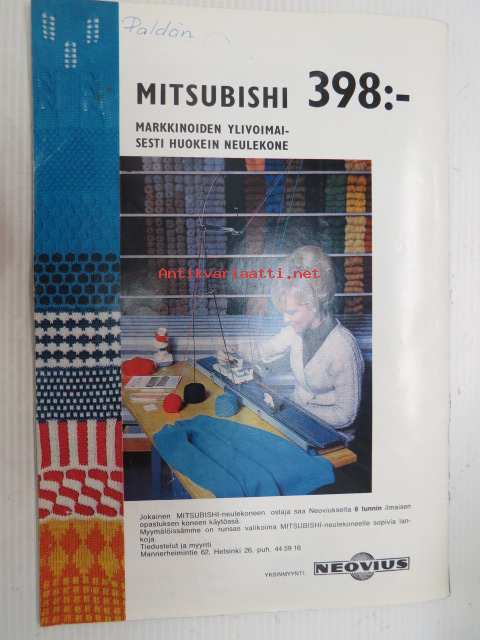 Paldán
MITSUBISHI 398:-
MARKKINOIDEN YLIVOIMAI-
SESTI HUOKEIN NEULEKONE
Antikvariaatti.net
Jokainen MITSUBISHI-neulekoneen ostaja saa Neoviukselta 6 tunnin ilmaisen
opastuksen koneen käytössä.
Myymälöissämme on runsas valikoima MITSUBISHI-neulekoneelle sopivia lan-
koja.
Tiedustelut ja myynti:
Mannerheimintie 62, Helsinki 26, puh. 44 59 16
YKSINMYYNTI: NEOVIUS